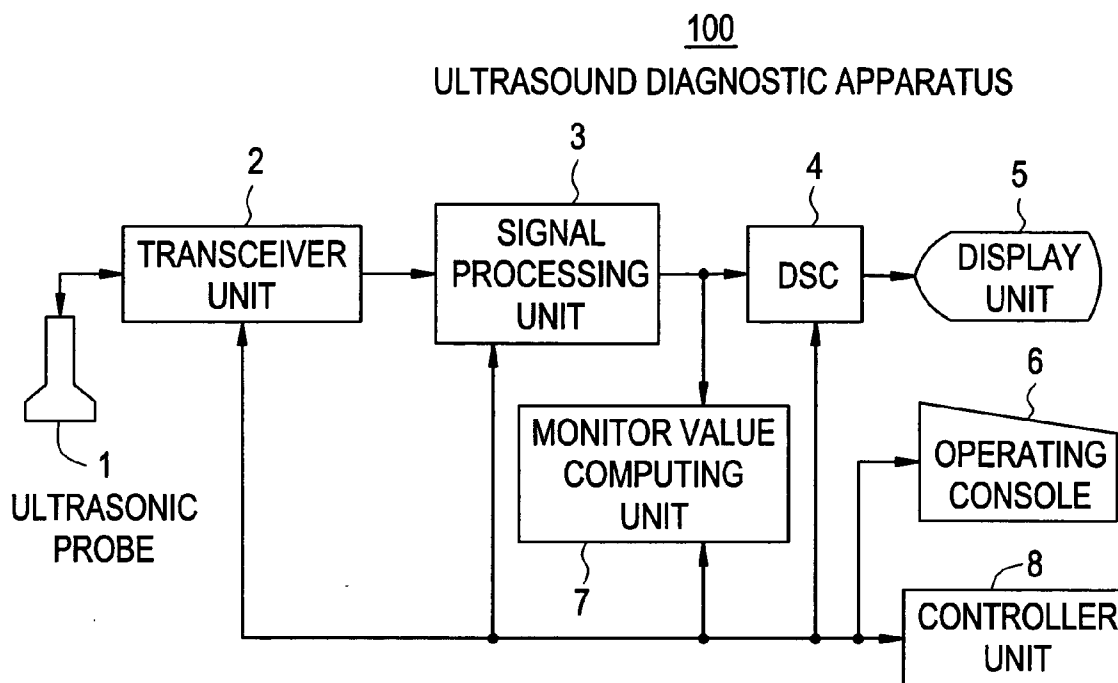 100
ULTRASOUND DIAGNOSTIC APPARATUS
2
TRANSCEIVER
UNIT
3
SIGNAL
PROCESSING
UNIT
4
DSC
5
DISPLAY
UNIT
1
ULTRASONIC
PROBE
MONITOR VALUE
COMPUTING
UNIT
7
6
OPERATING
CONSOLE
8
CONTROLLER
UNIT